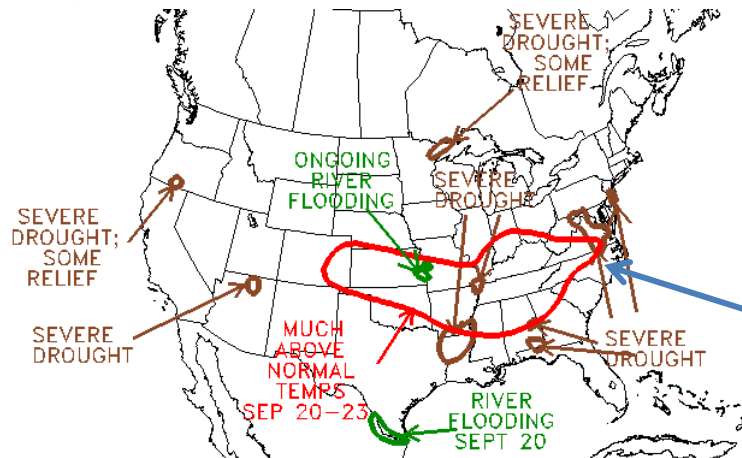 SEVERE
DROUGHT;
SOME
RELIEF
ONGOING
RIVER
FLOODING
SEVERE
DROUGHT
SEVERE
DROUGHT;
SOME
RELIEF
SEVERE
DROUGHT
MUCH
ABOVE
NORMAL
TEMPS
SEP 20-23
SEVERE
DROUGHT
RIVER
FLOODING
SEPT 20